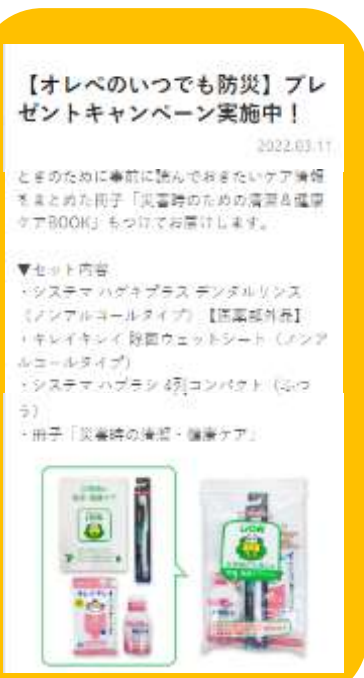 【オレペのいつでも防災】プレ
ゼントキャンペーン実施中！
2022.03.11
ときのために事前に読んでおきたいケア情報
をまとめた冊子「災害時のための清潔＆健康
ケアBOOK」もつけてお届けします。
▼セット内容
・システマ ハグキプラス デンタルリンス
（ノンアルコールタイプ）【医薬部外品】
・キレイキレイ 除菌ウェットシート（ノンア
ルコールタイプ）
・システマ ハブラシ 4列コンパクト（ふつ
う）
・冊子「災害時の清潔・健康ケア」
LION
キレイキレイ